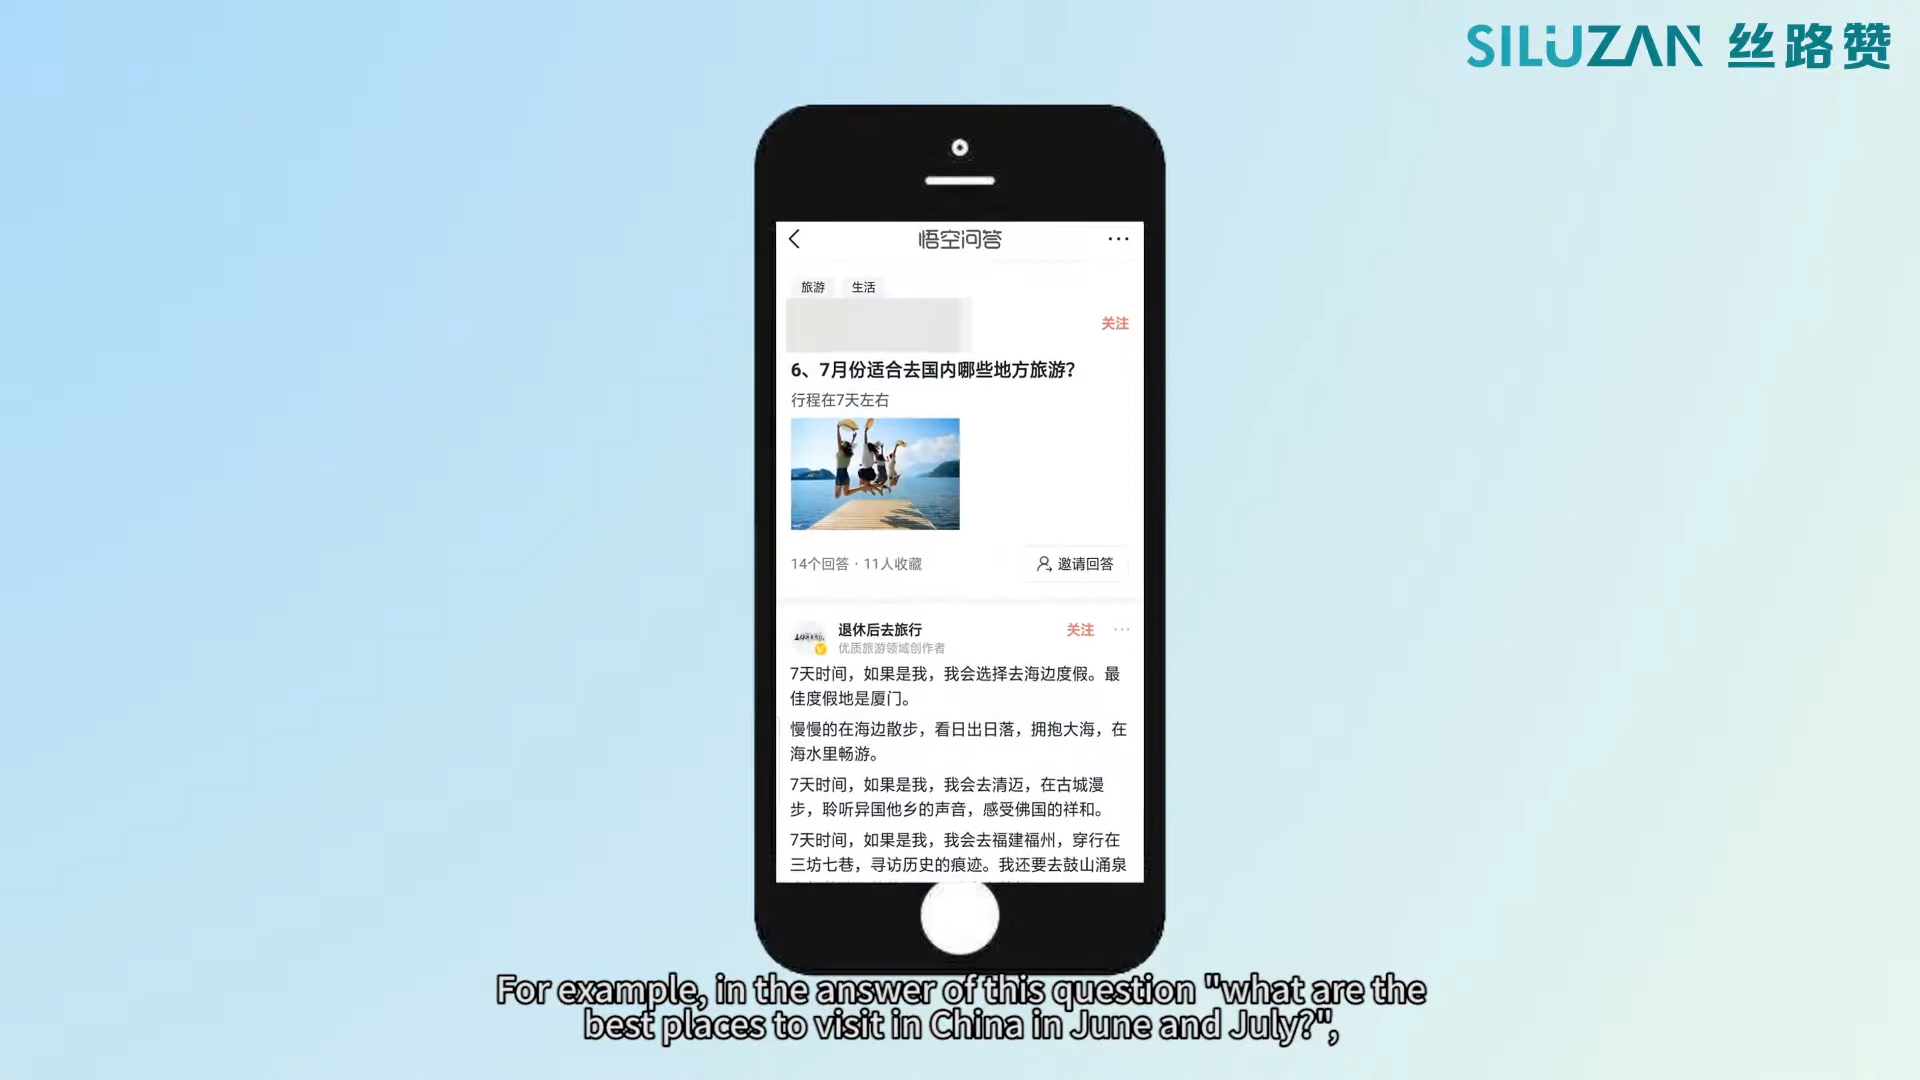 SILUZAN 丝路赞
悟空问答
旅游 生活
关注
6、7月份适合去国内哪些地方旅游?
行程在7天左右
14个回答 · 11人收藏
邀请回答
退休后去旅行
关注
优质旅游领域创作者
7天时间，如果是我，我会选择去海边度假。最
佳度假地是厦门。
慢慢的在海边散步，看日出日落，拥抱大海，在
海水里畅游。
7天时间，如果是我，我会去清迈，在古城漫
步，聆听异国他乡的声音，感受佛国的祥和。
7天时间，如果是我，我会去福建福州，穿行在
三坊七巷，寻访历史的痕迹。我还要去鼓山涌泉
For example, in the answer of this question "what are the
best places to visit in China in June and July?",